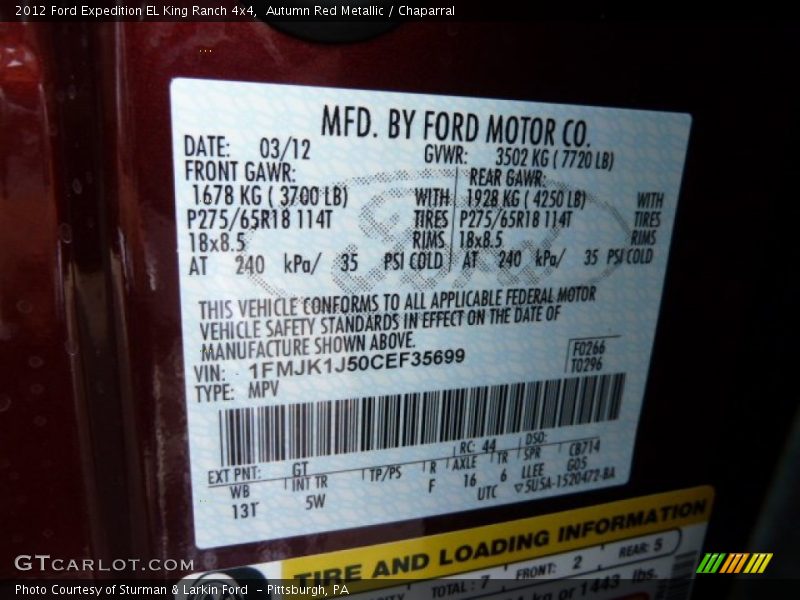 2012 Ford Expedition EL King Ranch 4x4, Autumn Red Metallic / Chaparral
MFD. BY FORD MOTOR CO.
DATE: 03/12 GVWR: 3502 KG ( 7720 LB)
FRONT GAWR: REAR GAWR:
1678 KG ( 3700 LB) WITH 1928 KG ( 4250 LB) WITH
P275/65R18 114T TIRES P275/65R18 114T TIRES
18x8.5 RIMS 18x8.5 RIMS
AT 240 kPa/ 35 PSI COLD AT 240 kPa/ 35 PSI COLD
Ford
THIS VEHICLE CONFORMS TO ALL APPLICABLE FEDERAL MOTOR
VEHICLE SAFETY STANDARDS IN EFFECT ON THE DATE OF
MANUFACTURE SHOWN ABOVE.
VIN: 1FMJK1J50CEF35699 F0266
TYPE: MPV T0296
EXT PNT: GT RC: 44 DSO:
WB INT TR TP/PS R AXLE TR SPR CB714
13T 5W F 16 6 LLEE G05
UTC ▽5U5A-1520472-BA
TIRE AND LOADING INFORMATION
TOTAL: 7 FRONT: 2 REAR: 5
kg or 1443 lbs.
GTCARLOT.COM
Photo Courtesy of Sturman & Larkin Ford - Pittsburgh, PA